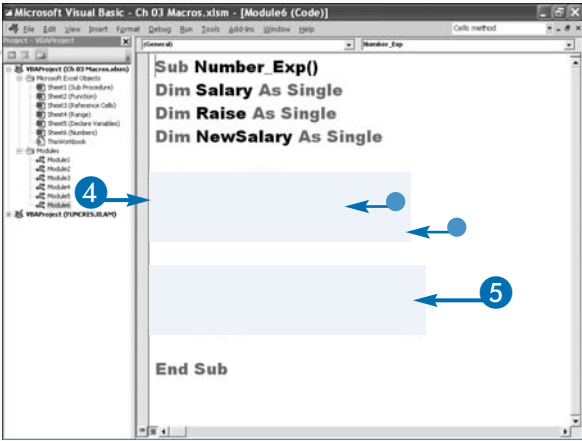 Microsoft Visual Basic - Ch 03 Macros.xlsm - [Module6 (Code)]
File Edit View Insert Format Debug Run Tools Add-Ins Window Help
Cells method
Project - VBAProject
(General)
Number_Exp
VBAProject (Ch 03 Macros.xlsm)
Microsoft Excel Objects
Sheet1 (Sub Procedure)
Sheet2 (Function)
Sheet3 (Reference Cells)
Sheet4 (Range)
Sheet5 (Declare Variables)
Sheet6 (Numbers)
ThisWorkbook
Modules
Module1
Module2
Module3
Module4
Module5
Module6
VBAProject (FUNCRES.XLAM)
Sub Number_Exp()
Dim Salary As Single
Dim Raise As Single
Dim NewSalary As Single
4
5
End Sub